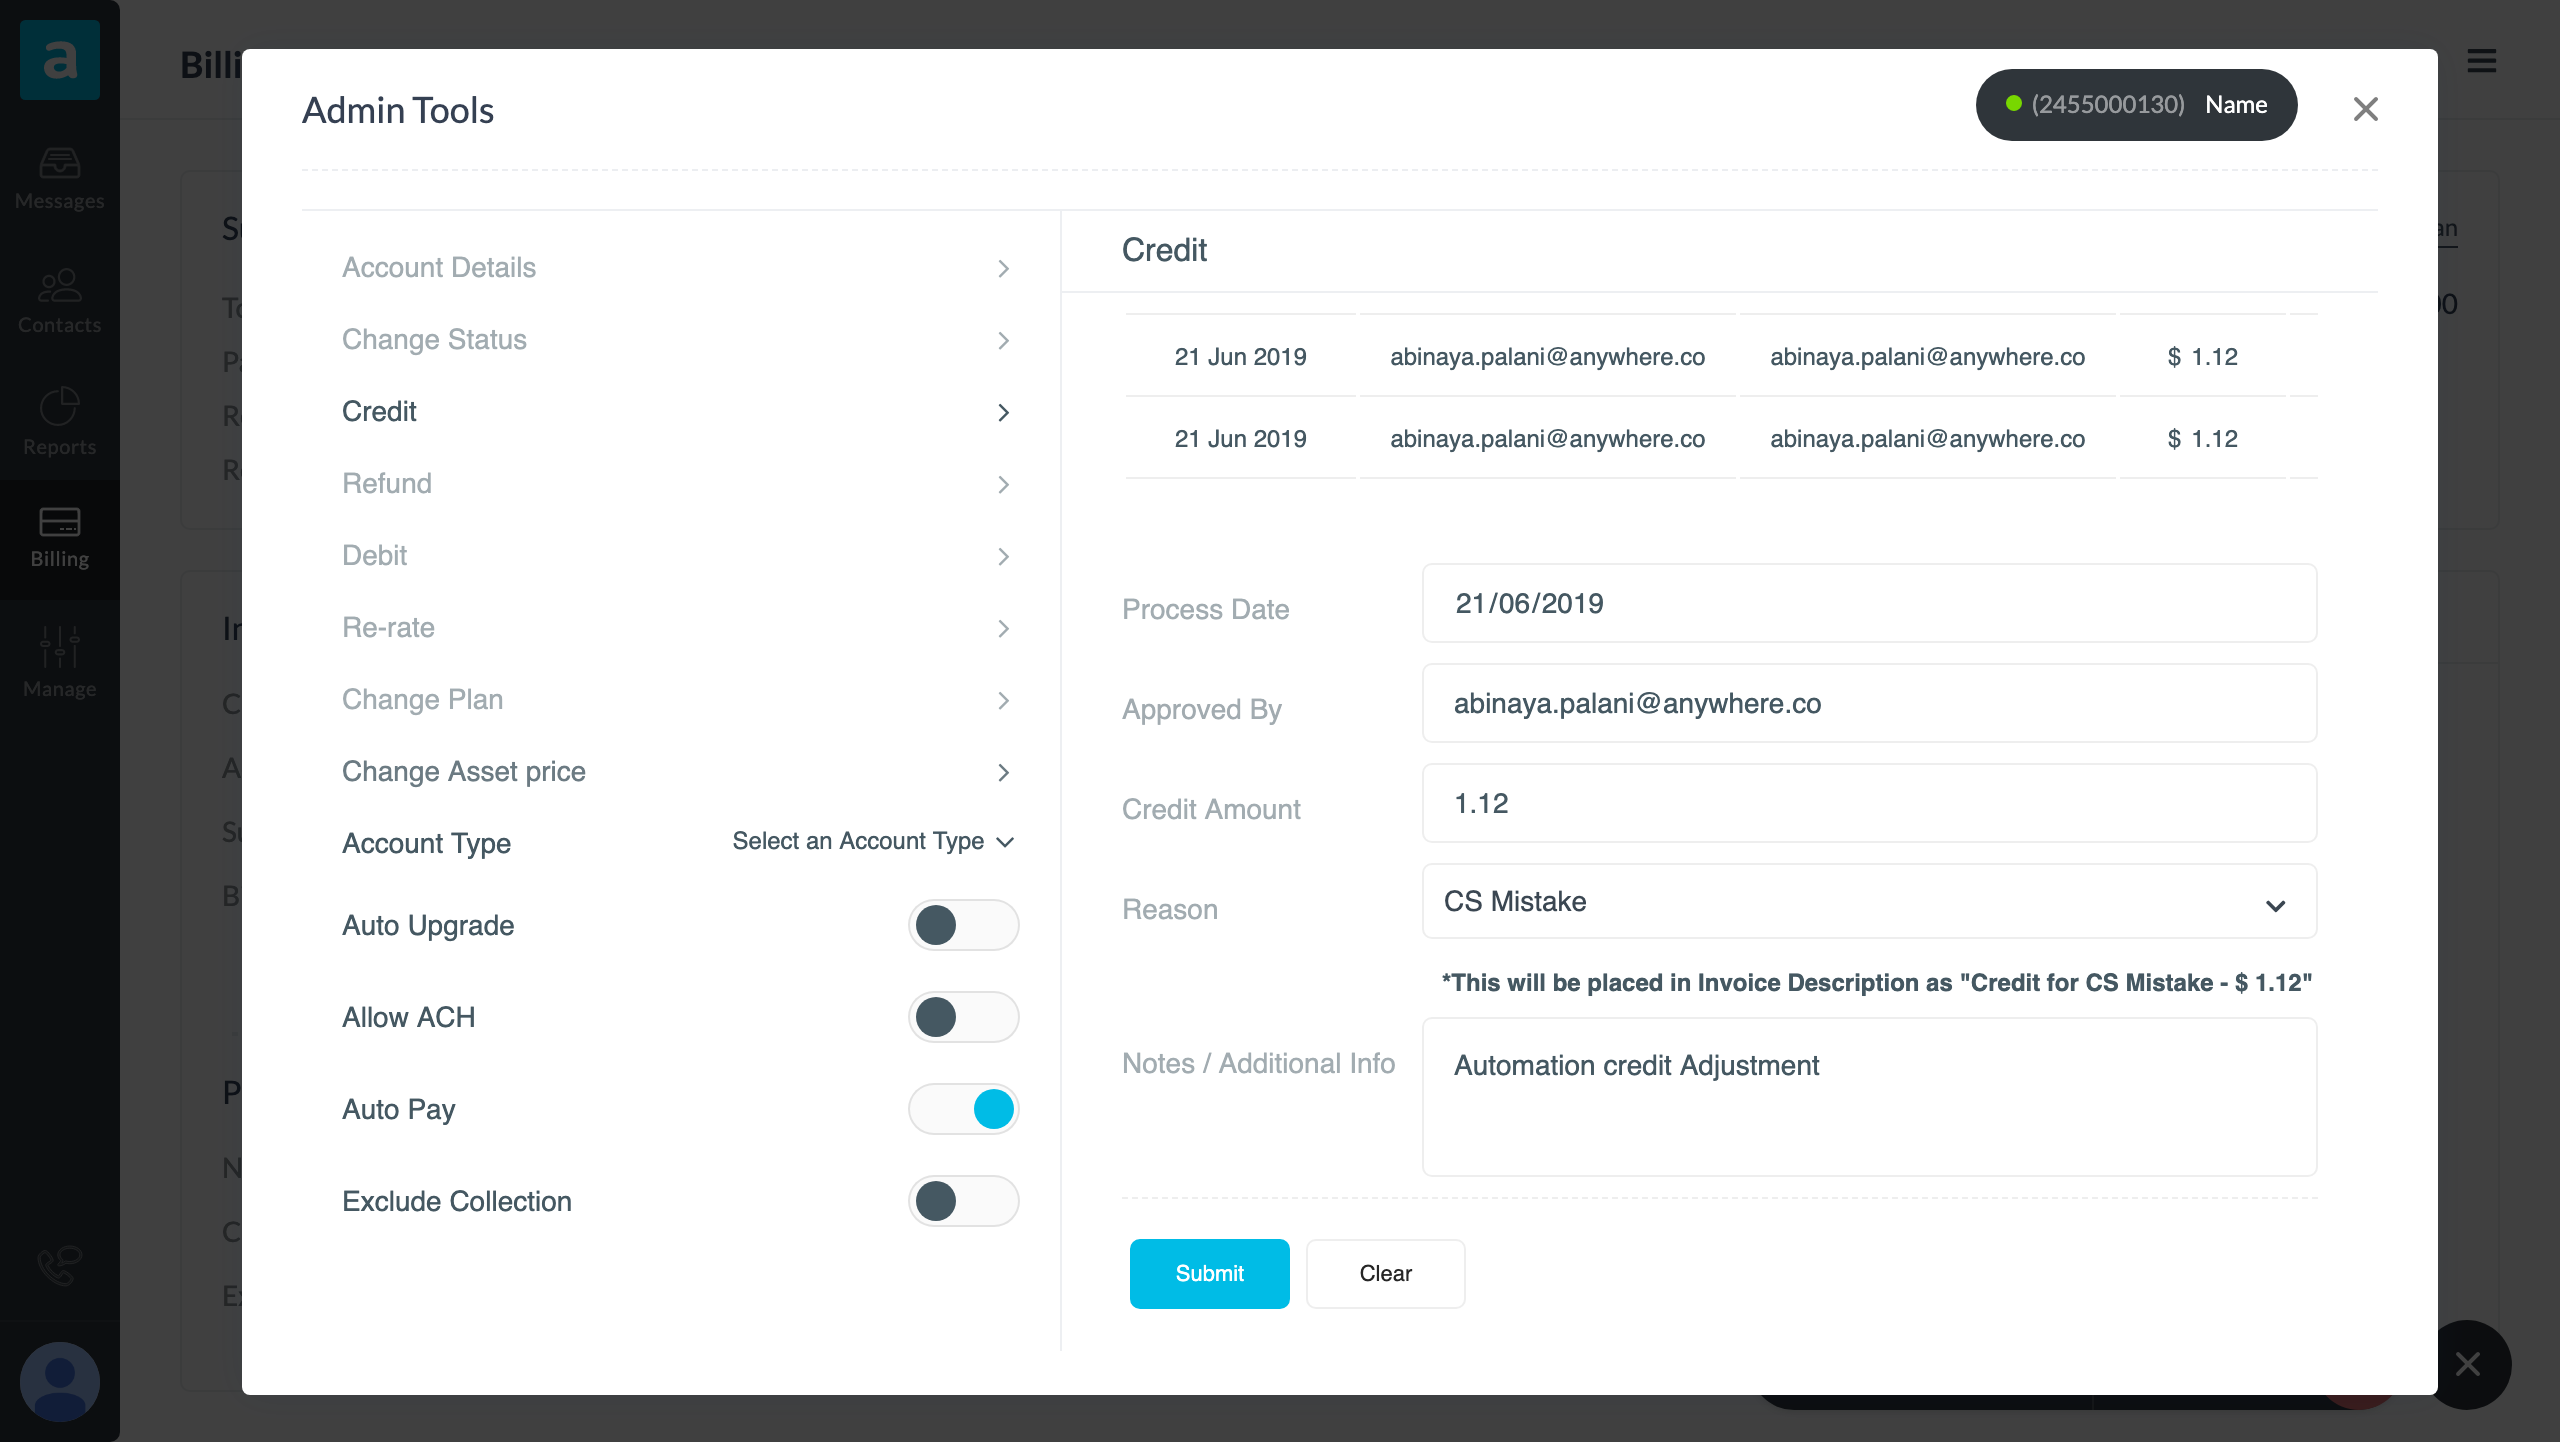 a
Messages
Contacts
Reports
Billing
Manage
Billi
Admin Tools
(2455000130) Name
Account Details
Change Status
Credit
Refund
Debit
Re-rate
Change Plan
Change Asset price
Account Type Select an Account Type
Auto Upgrade
Allow ACH
Auto Pay
Exclude Collection
Credit
21 Jun 2019 abinaya.palani@anywhere.co abinaya.palani@anywhere.co $ 1.12
21 Jun 2019 abinaya.palani@anywhere.co abinaya.palani@anywhere.co $ 1.12
Process Date 21/06/2019
Approved By abinaya.palani@anywhere.co
Credit Amount 1.12
Reason CS Mistake
*This will be placed in Invoice Description as "Credit for CS Mistake - $ 1.12"
Notes / Additional Info Automation credit Adjustment
Submit Clear